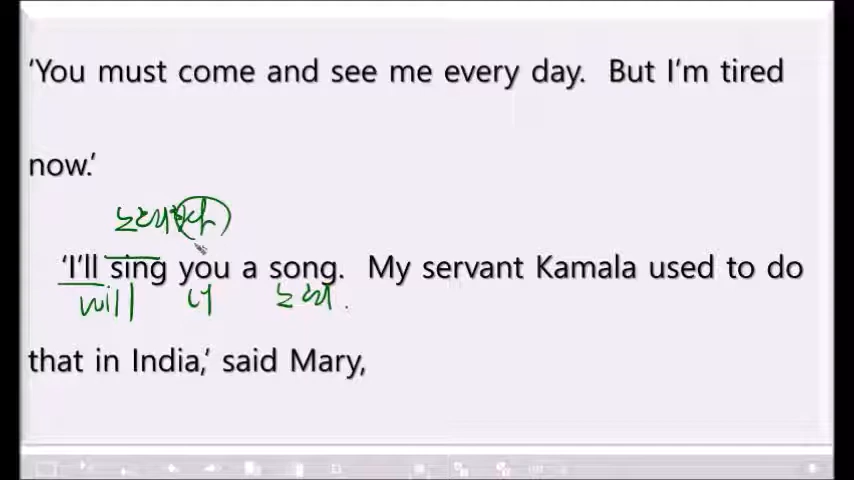 ‘You must come and see me every day. But I’m tired
now.’
노래하다
‘I’ll sing you a song. My servant Kamala used to do
will 너 노래.
that in India,’ said Mary,